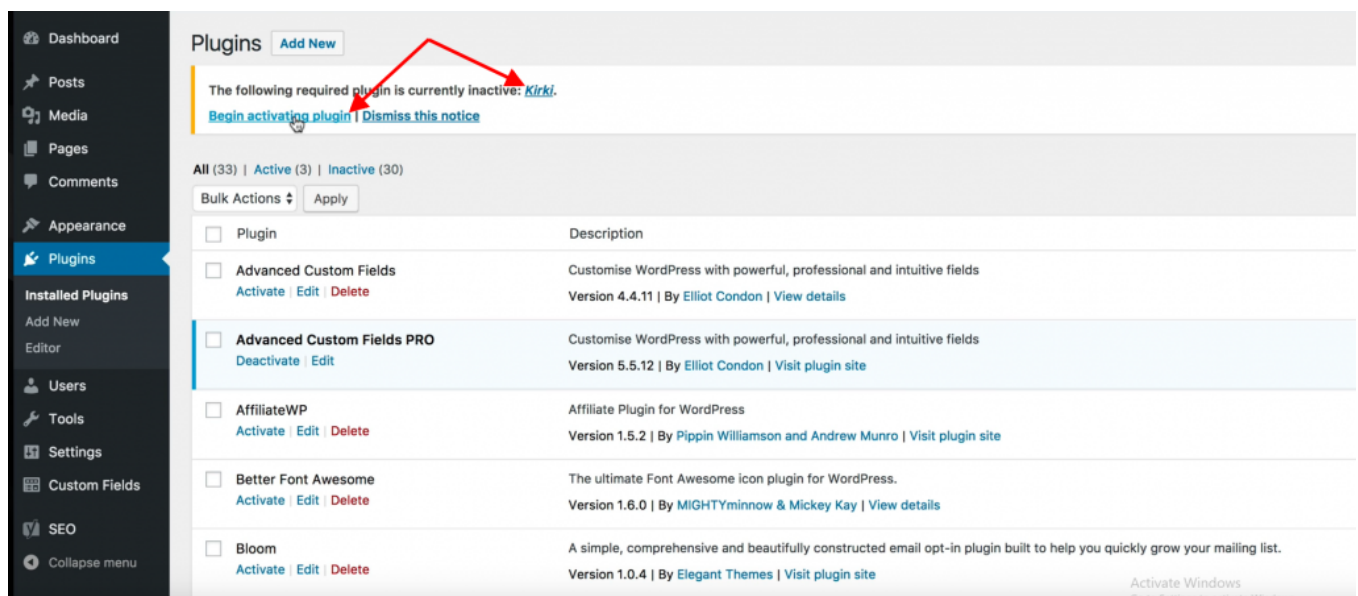 Dashboard
Posts
Media
Pages
Comments
Appearance
Plugins
Installed Plugins
Add New
Editor
Users
Tools
Settings
Custom Fields
SEO
Collapse menu
Plugins Add New
The following required plugin is currently inactive: Kirki.
Begin activating plugin | Dismiss this notice
All (33) | Active (3) | Inactive (30)
Bulk Actions Apply
Plugin Description
Advanced Custom Fields Customise WordPress with powerful, professional and intuitive fields
Activate | Edit | Delete Version 4.4.11 | By Elliot Condon | View details
Advanced Custom Fields PRO Customise WordPress with powerful, professional and intuitive fields
Deactivate | Edit Version 5.5.12 | By Elliot Condon | Visit plugin site
AffiliateWP Affiliate Plugin for WordPress
Activate | Edit | Delete Version 1.5.2 | By Pippin Williamson and Andrew Munro | Visit plugin site
Better Font Awesome The ultimate Font Awesome icon plugin for WordPress.
Activate | Edit | Delete Version 1.6.0 | By MIGHTYminnow & Mickey Kay | View details
Bloom A simple, comprehensive and beautifully constructed email opt-in plugin built to help you quickly grow your mailing list.
Activate | Edit | Delete Version 1.0.4 | By Elegant Themes | Visit plugin site
Activate Windows